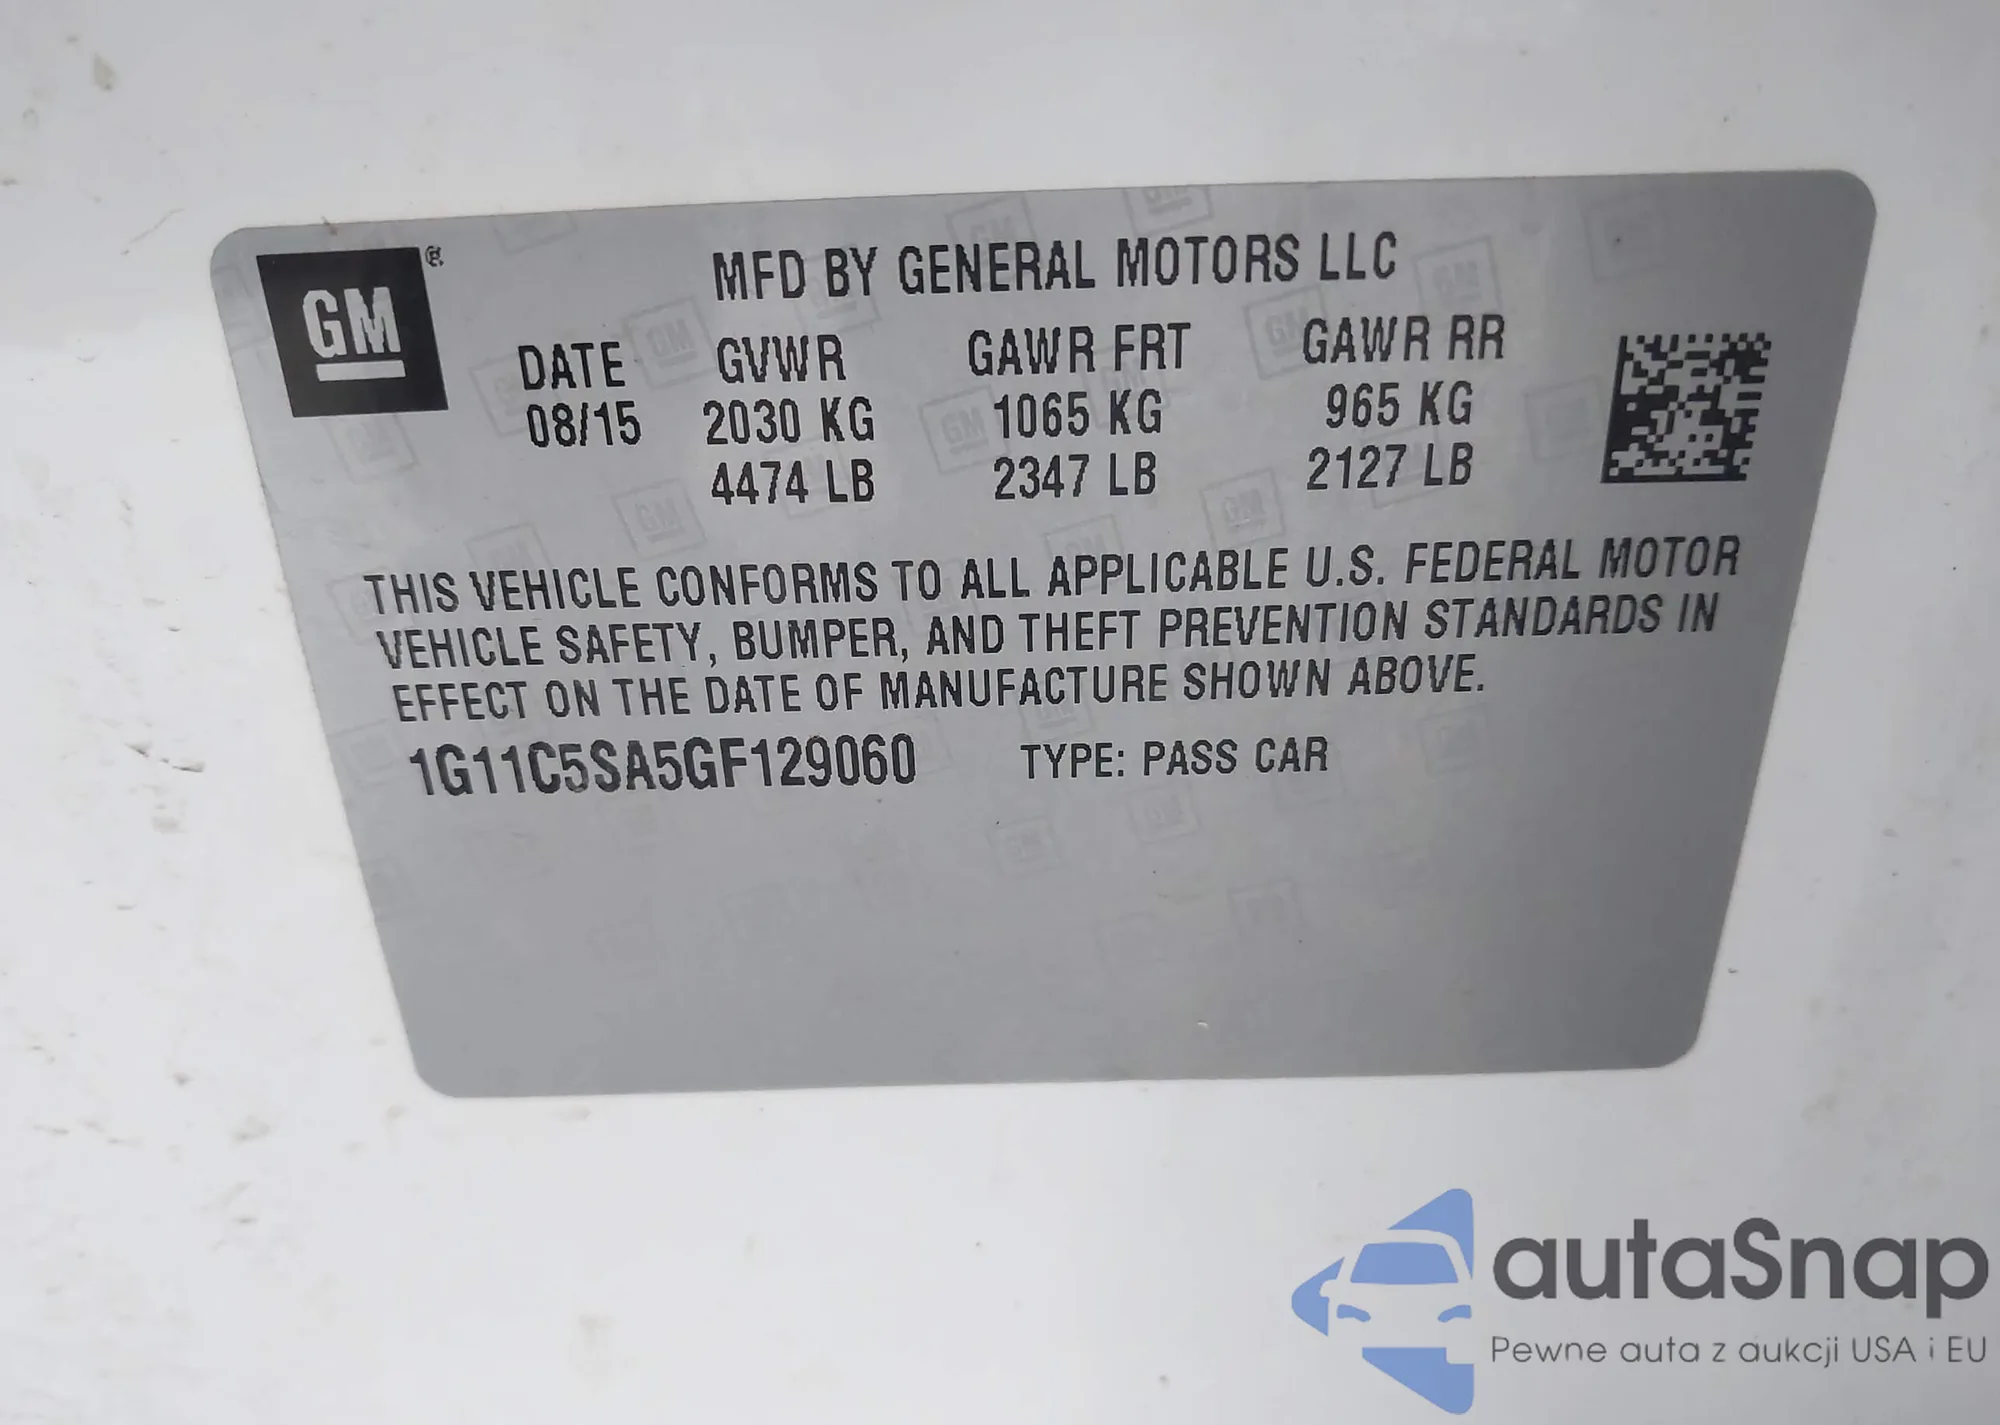 GM ®
MFD BY GENERAL MOTORS LLC
DATE GVWR GAWR FRT GAWR RR
08/15 2030 KG 1065 KG 965 KG
4474 LB 2347 LB 2127 LB
THIS VEHICLE CONFORMS TO ALL APPLICABLE U.S. FEDERAL MOTOR
VEHICLE SAFETY, BUMPER, AND THEFT PREVENTION STANDARDS IN
EFFECT ON THE DATE OF MANUFACTURE SHOWN ABOVE.
1G11C5SA5GF129060 TYPE: PASS CAR
autaSnap
Pewne auta z aukcji USA i EU